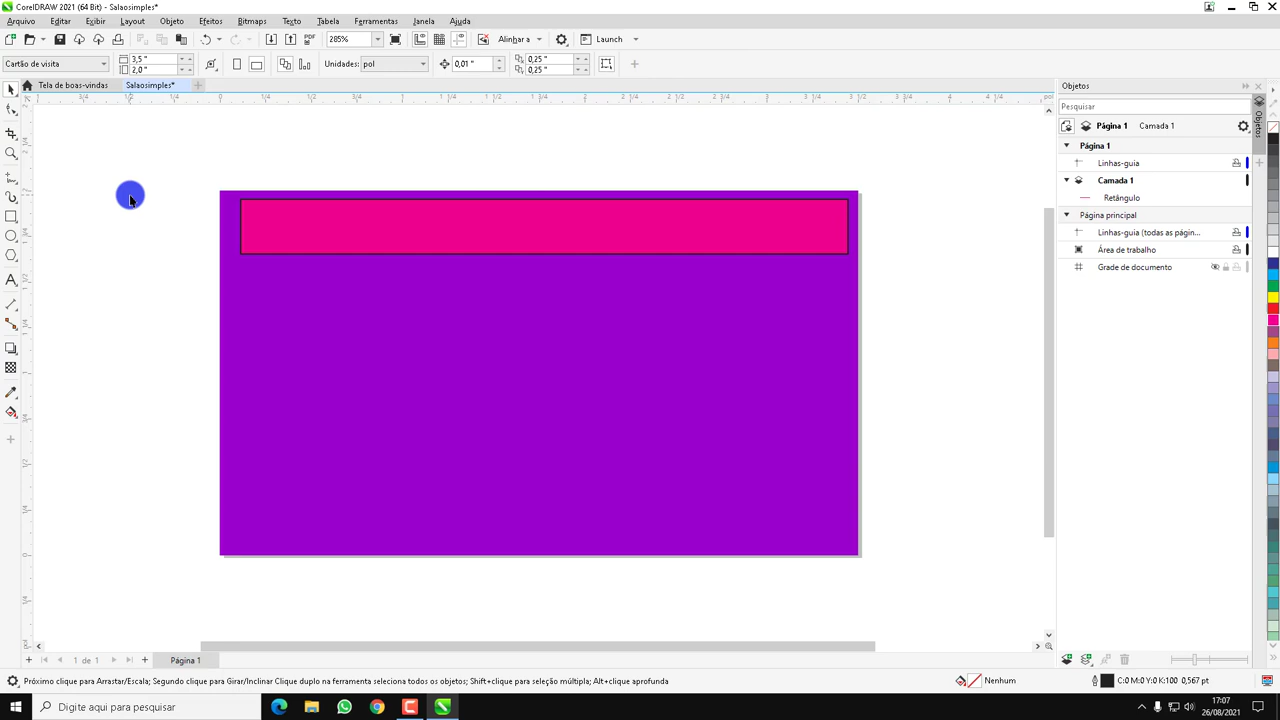 CorelDRAW 2021 (64 Bit) - Salaosimples*
Arquivo Editar Exibir Layout Objeto Efeitos Bitmaps Texto Tabela Ferramentas Janela Ajuda
PDF 285% Alinhar a Launch
Cartão de visita 3,5 " 2,0 " Unidades: pol 0,01 " 0,25 " 0,25 "
Tela de boas-vindas Salaosimples*
Objetos
Pesquisar
Objetos
Página 1 Camada 1
Página 1
Linhas-guia
Camada 1
Retângulo
Página principal
Linhas-guia (todas as págin...
Área de trabalho
Grade de documento
1 de 1 Página 1
Próximo clique para Arrastar/Escala; Segundo clique para Girar/Inclinar Clique duplo na ferramenta seleciona todos os objetos; Shift+clique para seleção múltipla; Alt+clique aprofunda
Nenhum
C:0 M:0 Y:0 K:100 0,567 pt
Digite aqui para pesquisar
17:07
26/08/2021